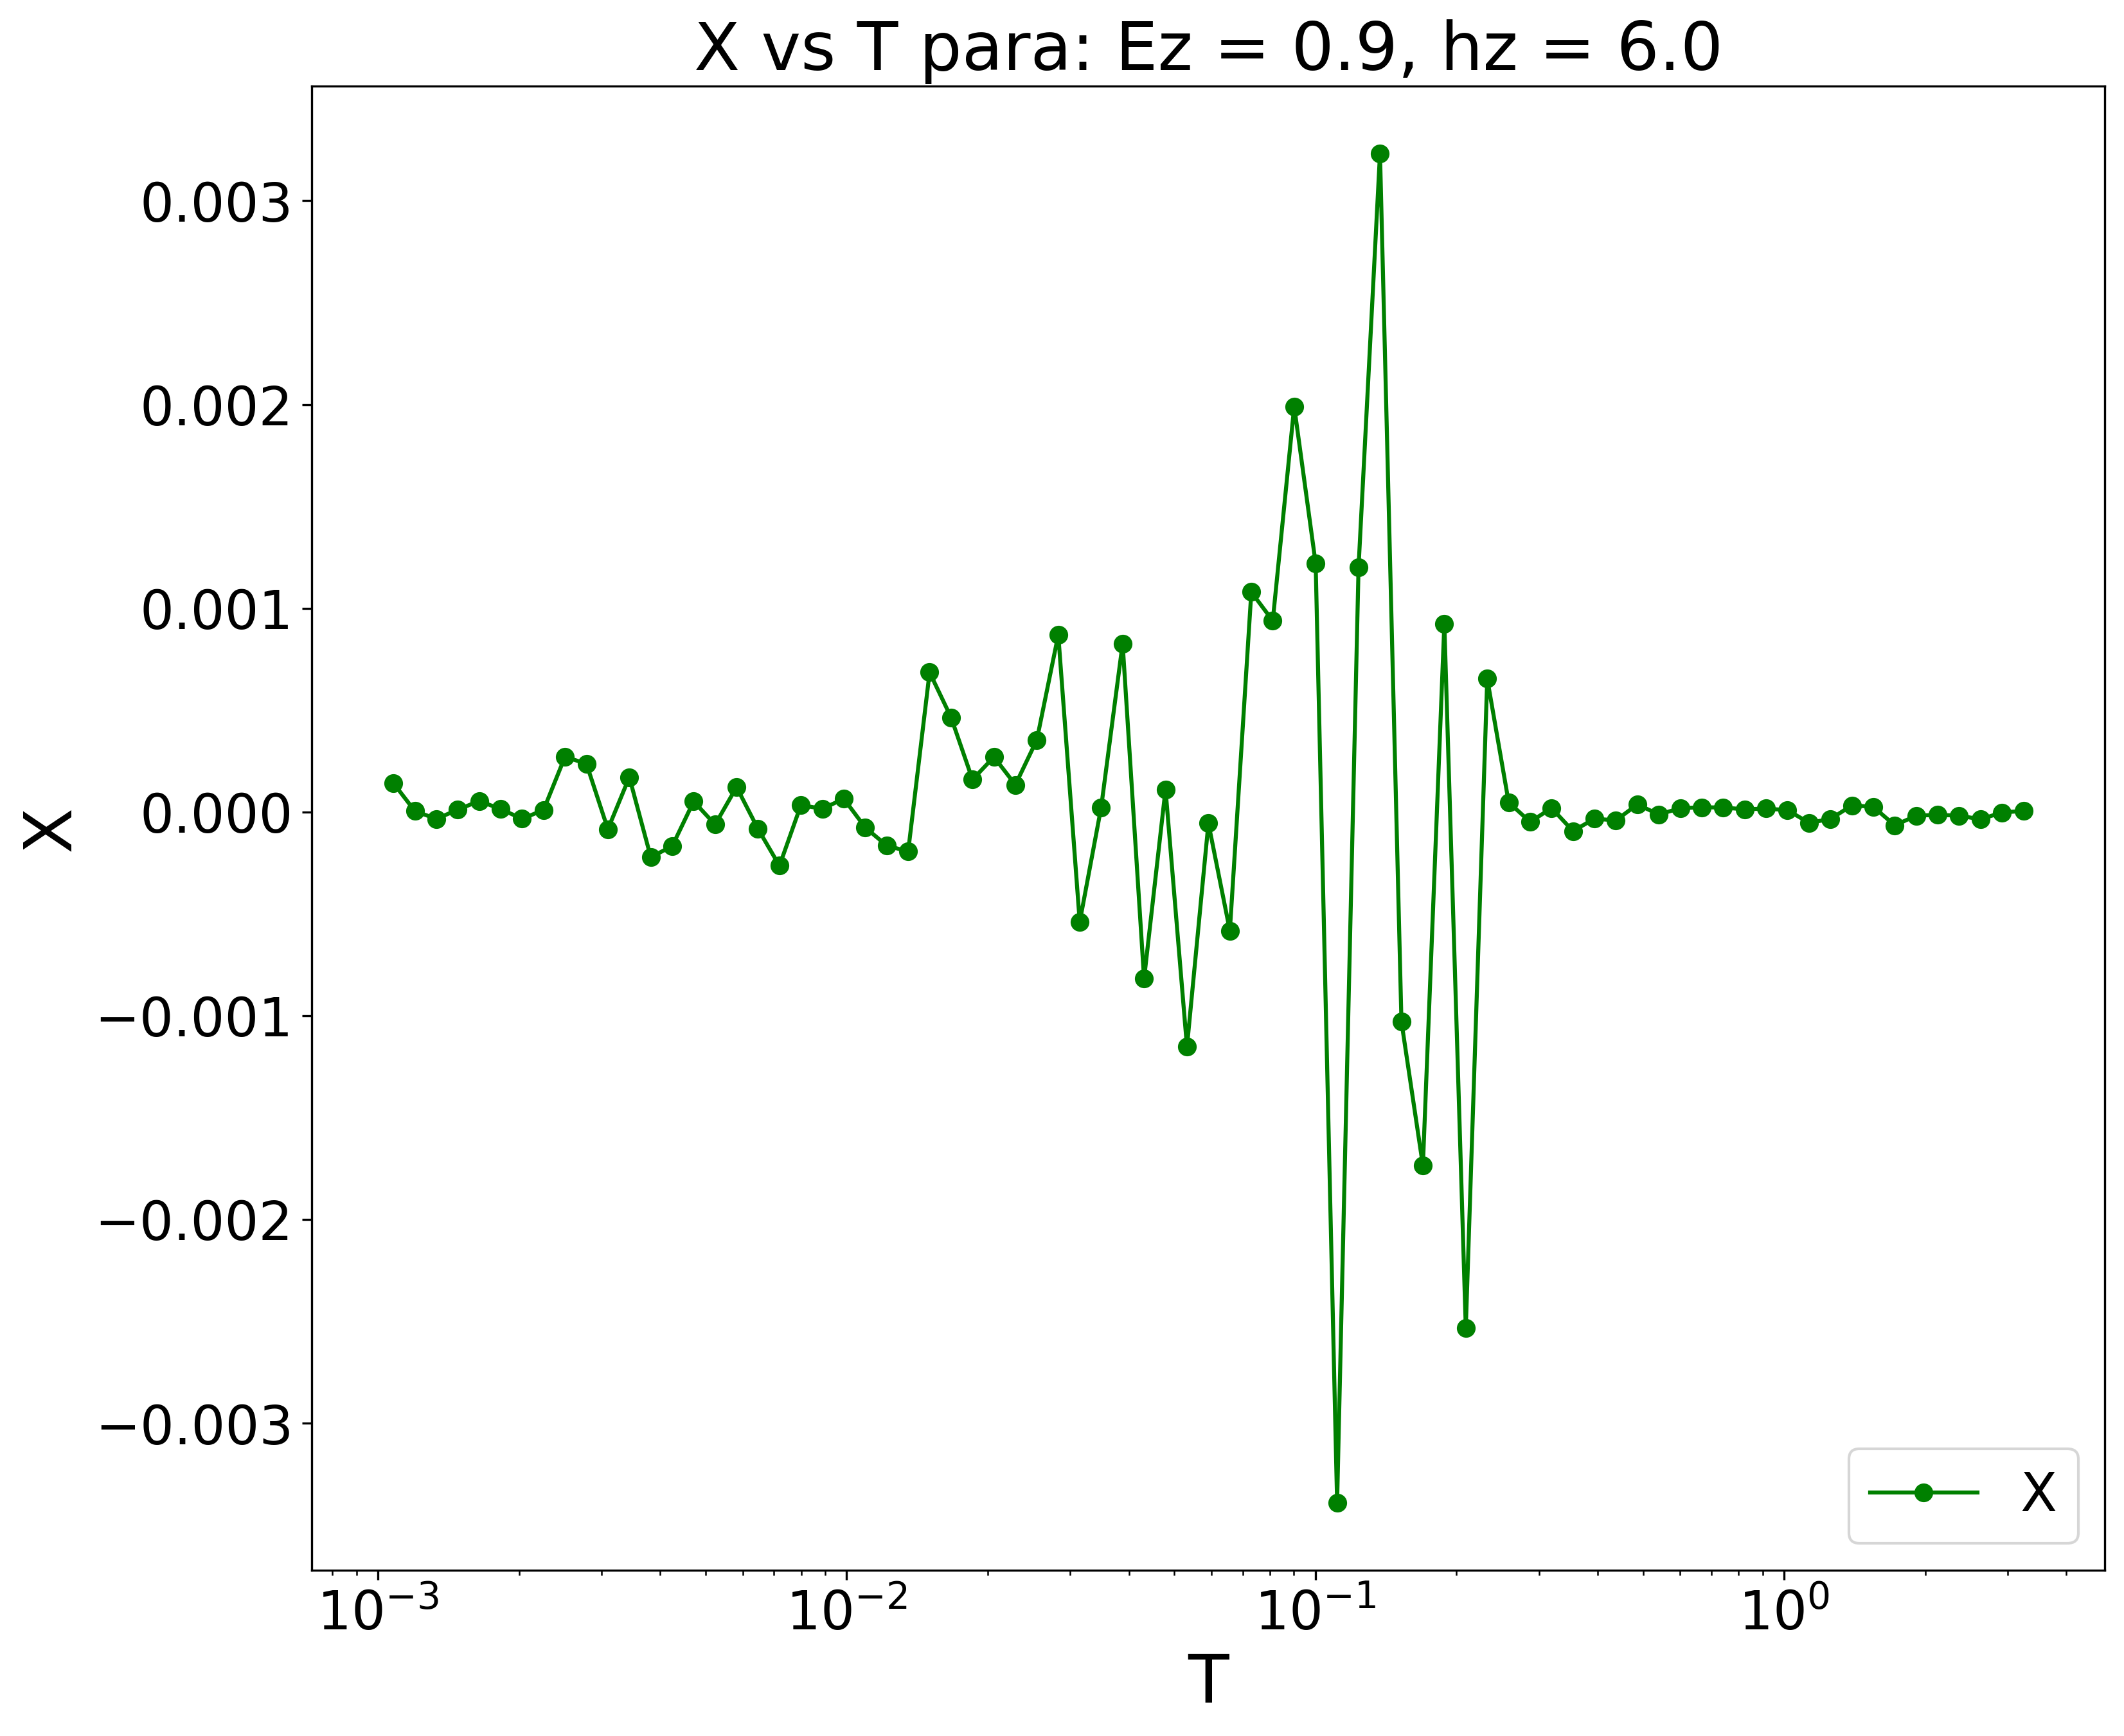 X vs T para: Ez = 0.9, hz = 6.0
0.003
0.002
0.001
0.000
−0.001
−0.002
−0.003
X
X
10⁻³ 10⁻² 10⁻¹ 10⁰
T